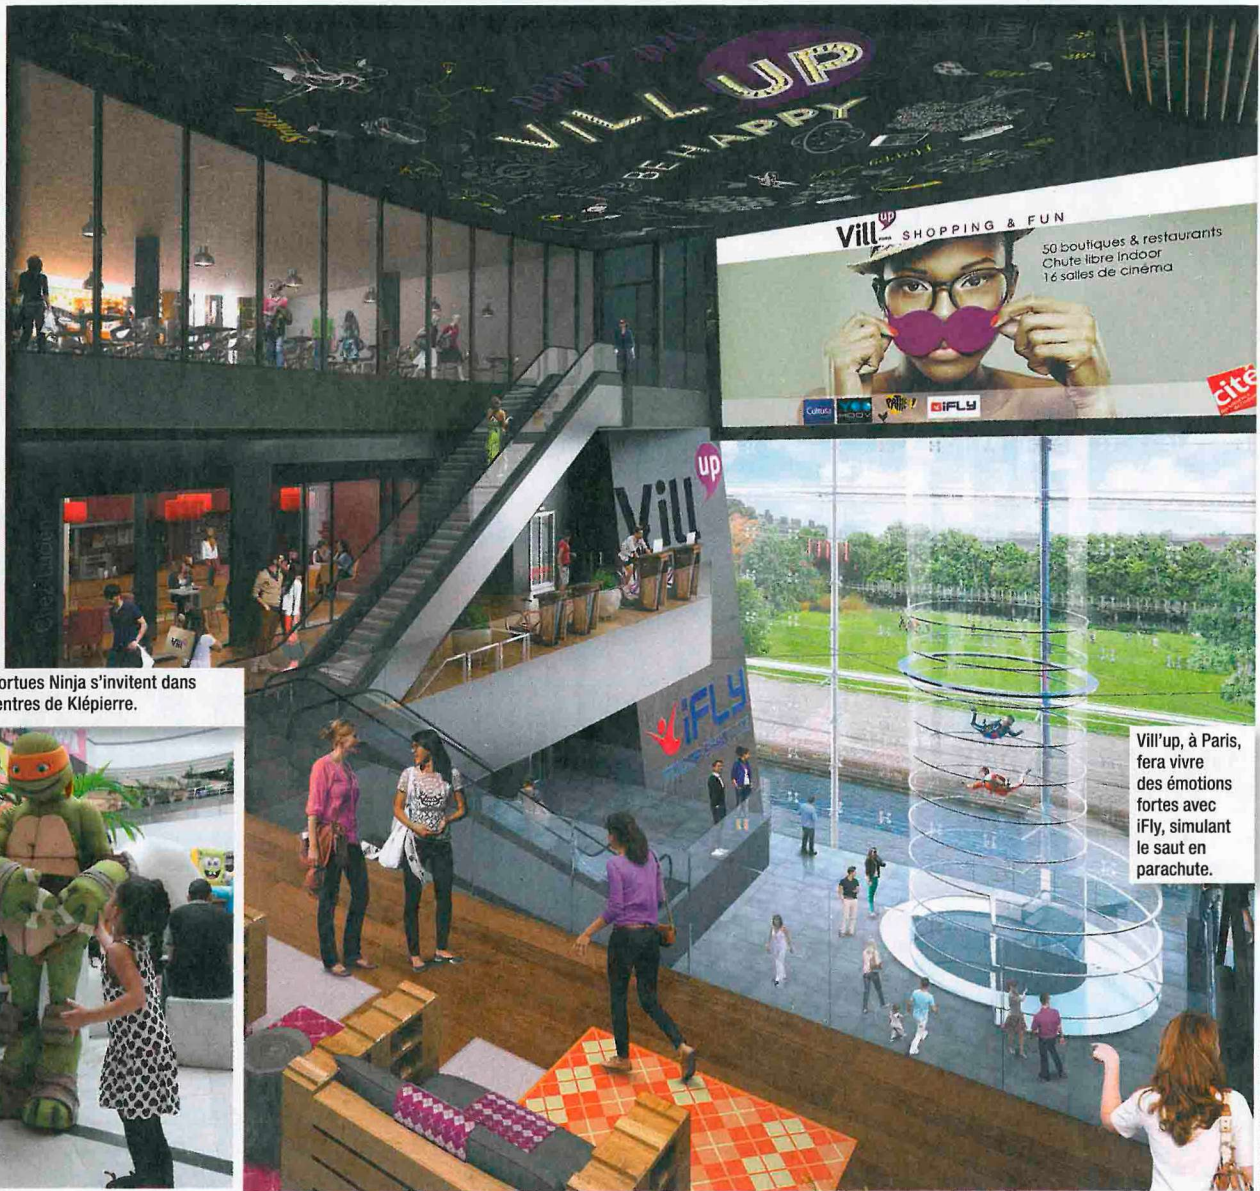 VILL UP
BE HAPPY
Vill up
SHOPPING & FUN
50 boutiques & restaurants
Chute libre indoor
16 salles de cinéma
Cultura
PATHE!
iFLY
cité
Vill up
iFLY
ortues Ninja s'invitent dans
entres de Klépierre.
Vill'up, à Paris,
fera vivre
des émotions
fortes avec
iFly, simulant
le saut en
parachute.